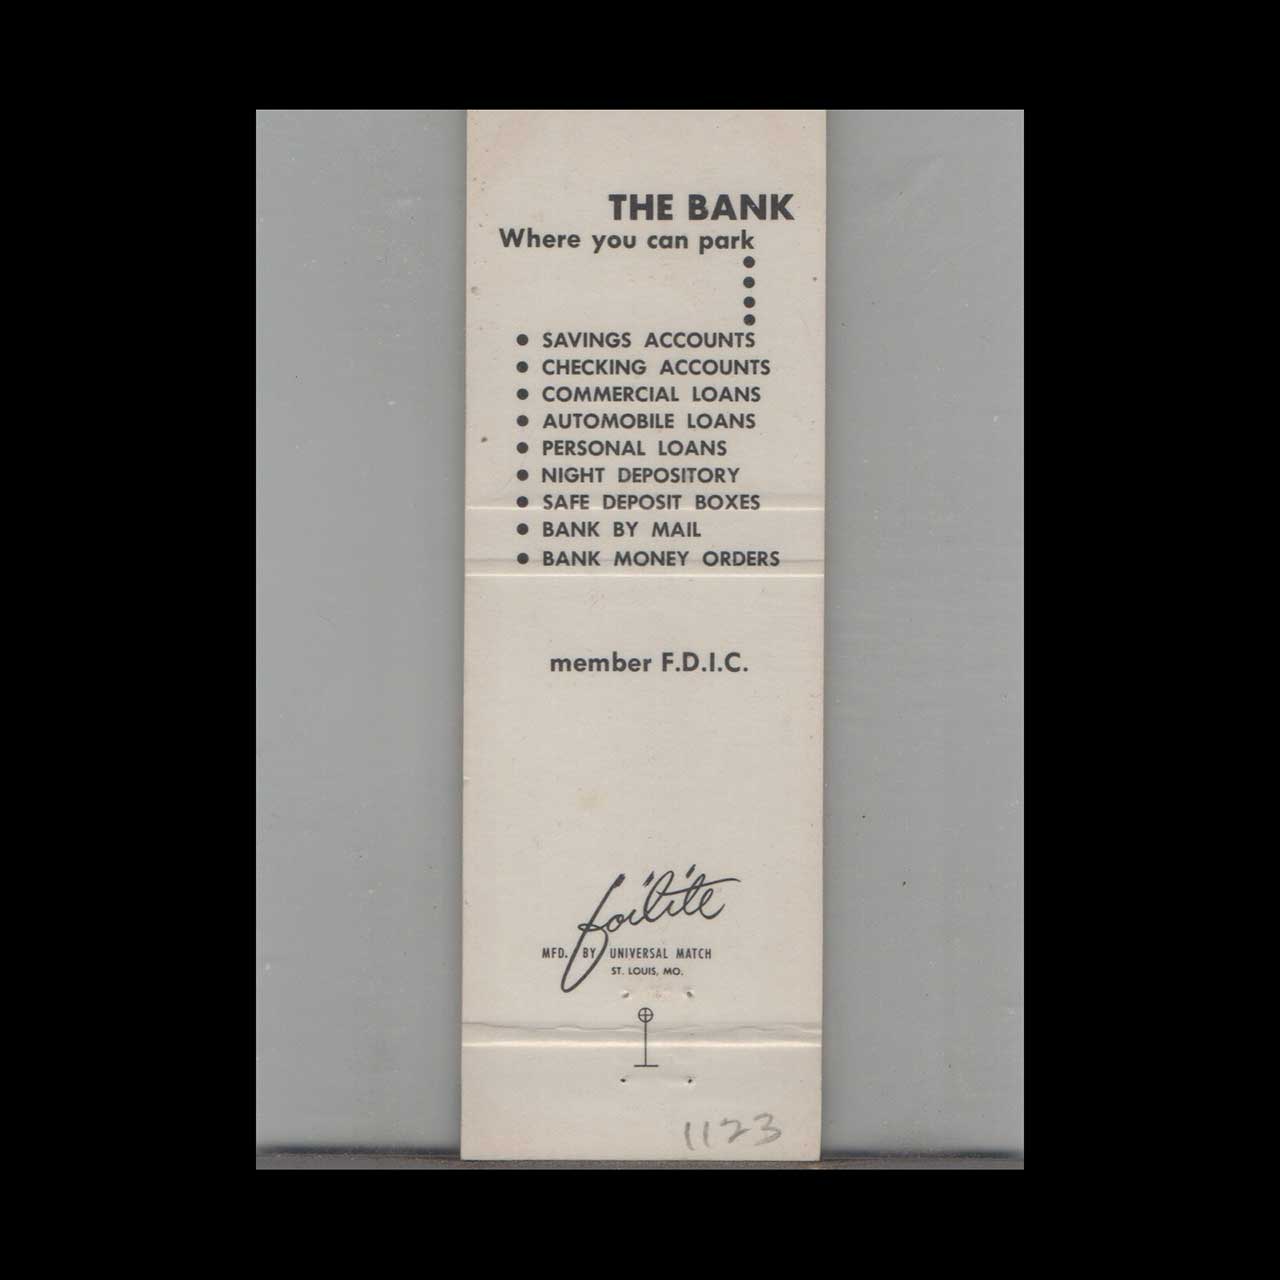 THE BANK
Where you can park
• SAVINGS ACCOUNTS
• CHECKING ACCOUNTS
• COMMERCIAL LOANS
• AUTOMOBILE LOANS
• PERSONAL LOANS
• NIGHT DEPOSITORY
• SAFE DEPOSIT BOXES
• BANK BY MAIL
• BANK MONEY ORDERS
member F.D.I.C.
foilite
MFD. BY UNIVERSAL MATCH
ST. LOUIS, MO.
1123